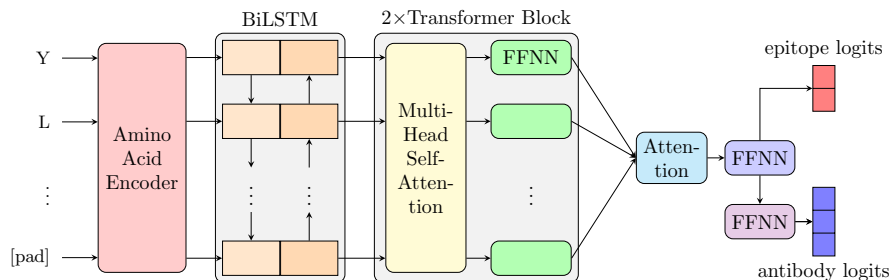 BiLSTM
2×Transformer Block
Y
L
⋮
[pad]
Amino
Acid
Encoder
⋮
⋮
Multi-
Head
Self-
Atten-
tion
FFNN
⋮
Atten-
tion
FFNN
FFNN
epitope logits
antibody logits